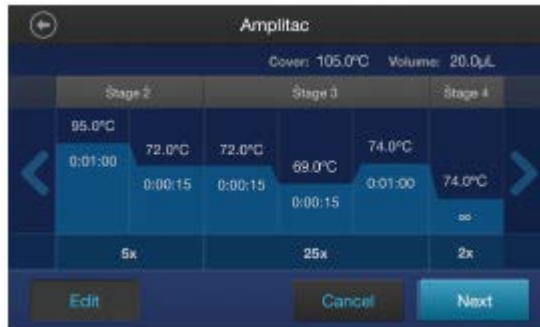 Amplitac
Cover: 105.0°C Volume: 20.0µL
Stage 2 Stage 3 Stage 4
95.0°C 72.0°C 72.0°C 69.0°C 74.0°C 74.0°C
0:01:00 0:00:15 0:00:15 0:00:15 0:01:00 ∞
5x 25x 2x
Edit Cancel Next